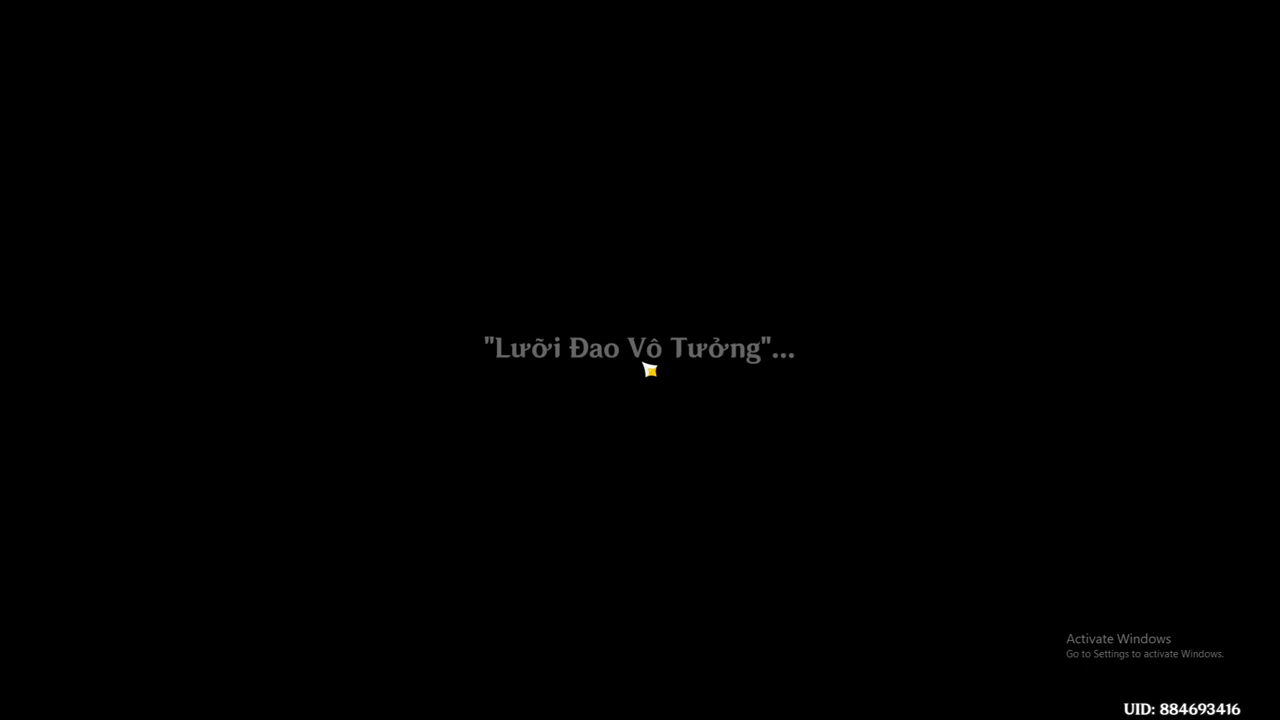 "Lưỡi Đao Vô Tưởng"...
Activate Windows
Go to Settings to activate Windows.
UID: 884693416